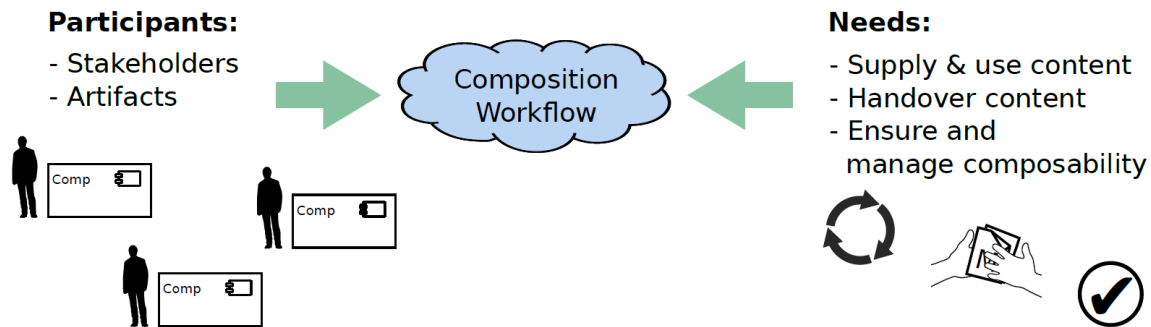 Participants:
- Stakeholders
- Artifacts
Comp
Comp
Comp
Composition
Workflow
Needs:
- Supply & use content
- Handover content
- Ensure and
manage composability